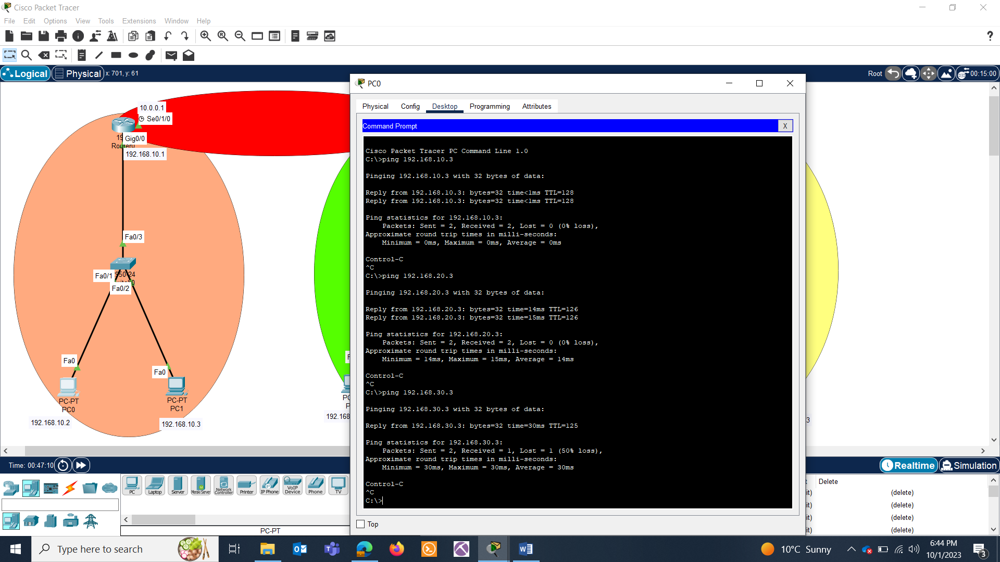 Cisco Packet Tracer
File Edit Options View Tools Extensions Window Help
Logical Physical x: 701, y: 61
Root 00:15:00
10.0.0.1
Se0/1/0
Gig0/0
Router0
192.168.10.1
Fa0/3
Fa0/1
Fa0/2
Fa0
Fa0
PC-PT
PC0
PC-PT
PC1
192.168.10.2
192.168.10.3
PC0
Physical Config Desktop Programming Attributes
Command Prompt X
Cisco Packet Tracer PC Command Line 1.0
C:\>ping 192.168.10.3
Pinging 192.168.10.3 with 32 bytes of data:
Reply from 192.168.10.3: bytes=32 time<1ms TTL=128
Reply from 192.168.10.3: bytes=32 time<1ms TTL=128
Ping statistics for 192.168.10.3:
Packets: Sent = 2, Received = 2, Lost = 0 (0% loss),
Approximate round trip times in milli-seconds:
Minimum = 0ms, Maximum = 0ms, Average = 0ms
Control-C
^C
C:\>ping 192.168.20.3
Pinging 192.168.20.3 with 32 bytes of data:
Reply from 192.168.20.3: bytes=32 time=14ms TTL=126
Reply from 192.168.20.3: bytes=32 time=15ms TTL=126
Ping statistics for 192.168.20.3:
Packets: Sent = 2, Received = 2, Lost = 0 (0% loss),
Approximate round trip times in milli-seconds:
Minimum = 14ms, Maximum = 15ms, Average = 14ms
Control-C
^C
C:\>ping 192.168.30.3
Pinging 192.168.30.3 with 32 bytes of data:
Reply from 192.168.30.3: bytes=32 time=30ms TTL=125
Ping statistics for 192.168.30.3:
Packets: Sent = 2, Received = 1, Lost = 1 (50% loss),
Approximate round trip times in milli-seconds:
Minimum = 30ms, Maximum = 30ms, Average = 30ms
Control-C
^C
C:\>
Top
192.168
3
Time: 00:47:10
Realtime Simulation
PC Laptop Server Meraki Server Network Controller Printer IP Phone VoIP Device Phone TV
PC-PT
t Delete
it) (delete)
it) (delete)
it) (delete)
it) (delete)
Type here to search
10°C Sunny
6:44 PM
10/1/2023
3